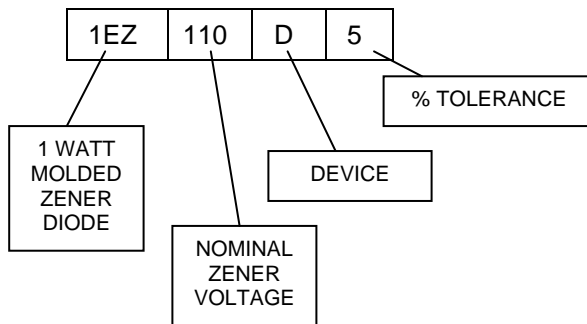 1EZ 110 D 5
% TOLERANCE
1 WATT
MOLDED
ZENER
DIODE
DEVICE
NOMINAL
ZENER
VOLTAGE